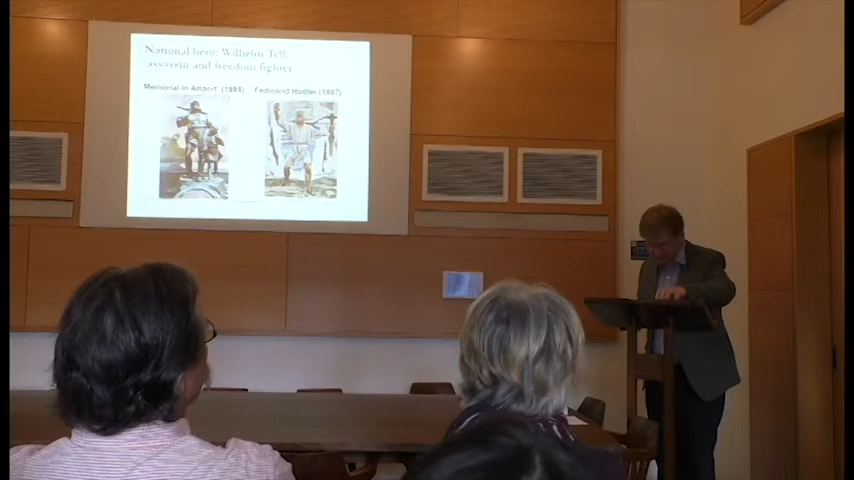 National hero: Wilhelm Tell:
assassin and freedom fighter
Memorial in Altdorf (1895) Ferdinand Hodler (1897)